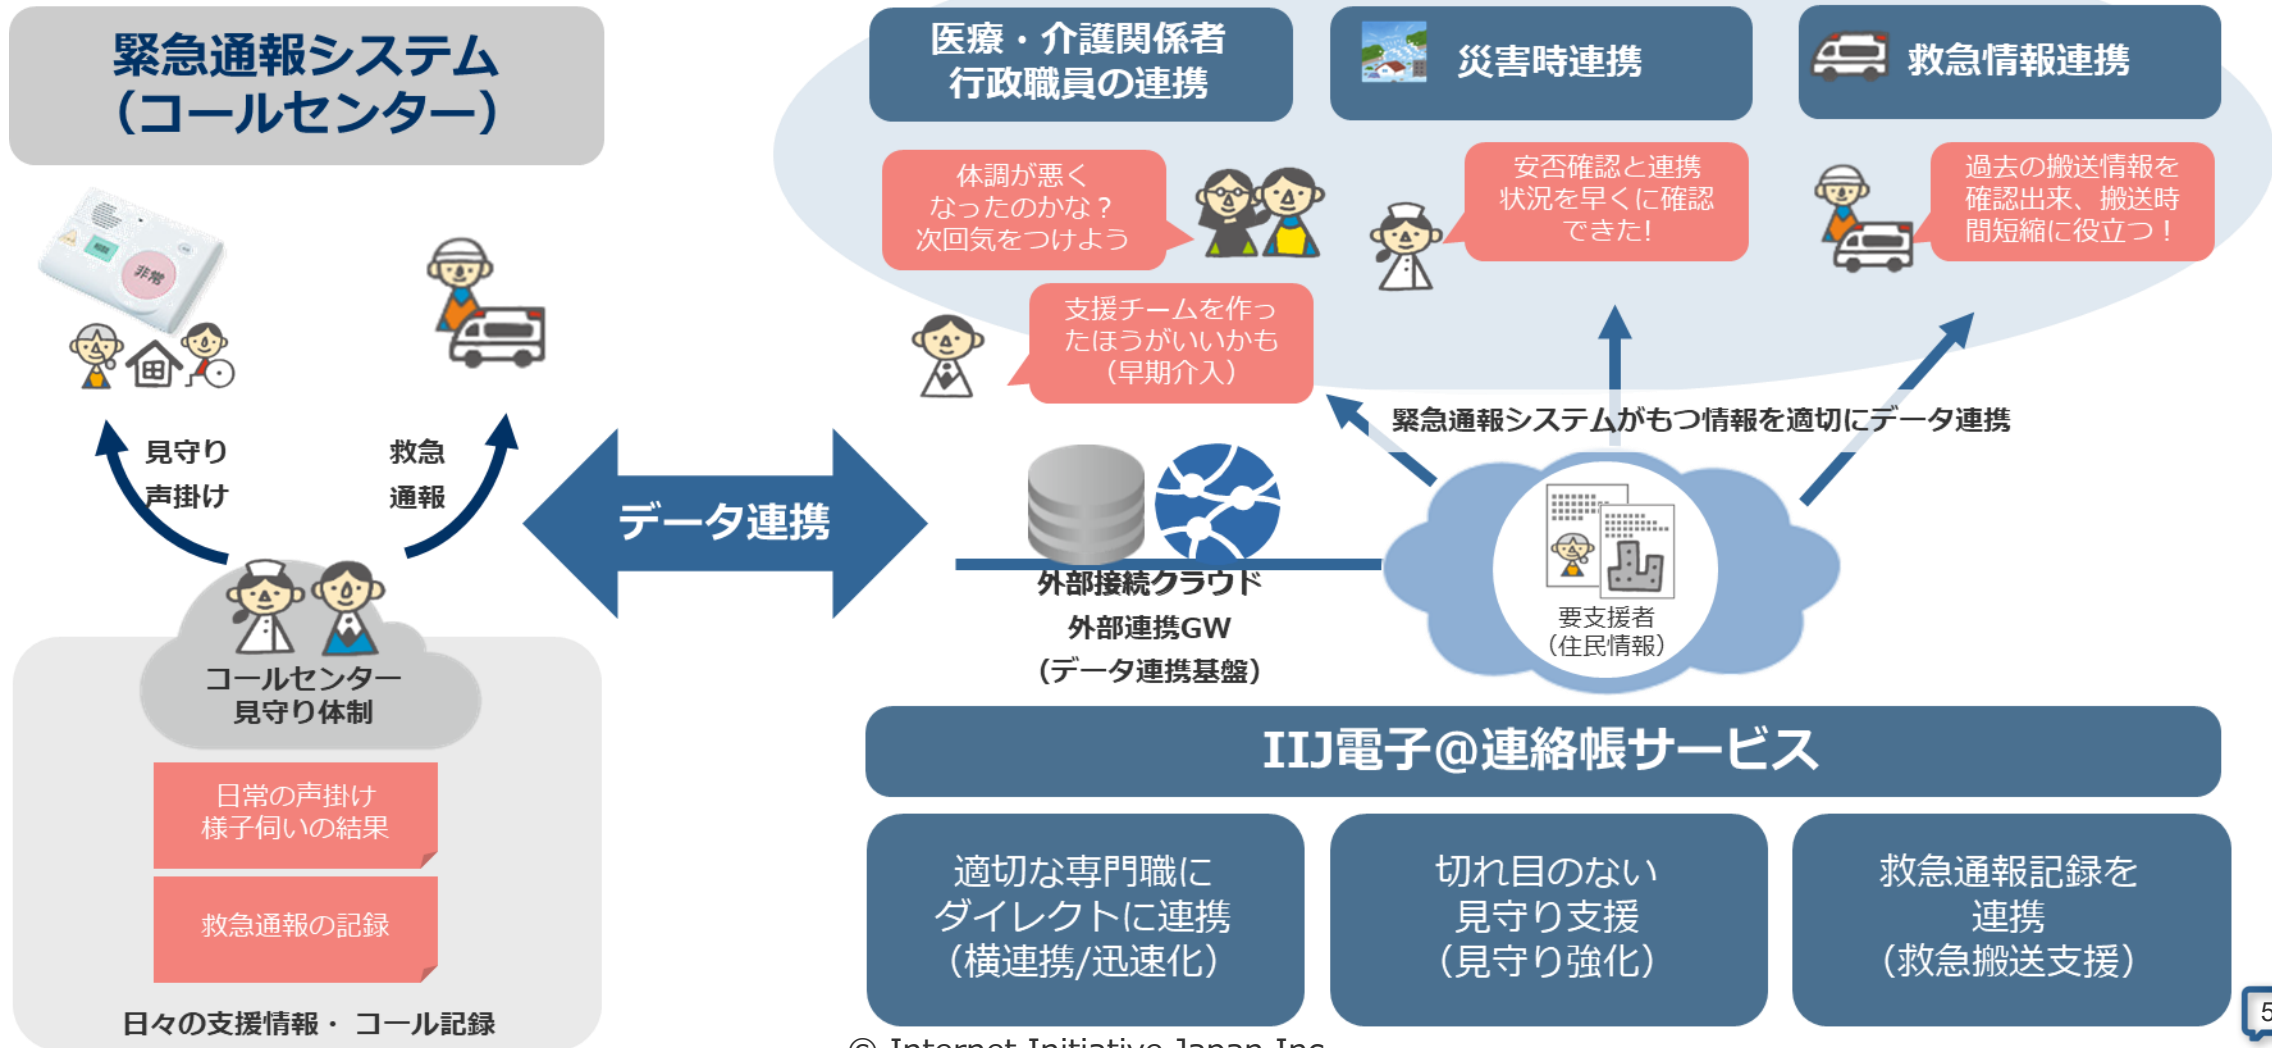 緊急通報システム
（コールセンター）
非常
見守り
声掛け
救急
通報
コールセンター
見守り体制
日常の声掛け
様子伺いの結果
救急通報の記録
日々の支援情報・ コール記録
データ連携
医療・介護関係者
行政職員の連携
災害時連携
救急情報連携
体調が悪く
なったのかな？
次回気をつけよう
安否確認と連携
状況を早くに確認
できた!
過去の搬送情報を
確認出来、搬送時
間短縮に役立つ！
支援チームを作っ
たほうがいいかも
（早期介入）
緊急通報システムがもつ情報を適切にデータ連携
外部接続クラウド
外部連携GW
（データ連携基盤）
要支援者
（住民情報）
IIJ電子@連絡帳サービス
適切な専門職に
ダイレクトに連携
（横連携/迅速化）
切れ目のない
見守り支援
（見守り強化）
救急通報記録を
連携
（救急搬送支援）
© Internet Initiative Japan Inc.
5